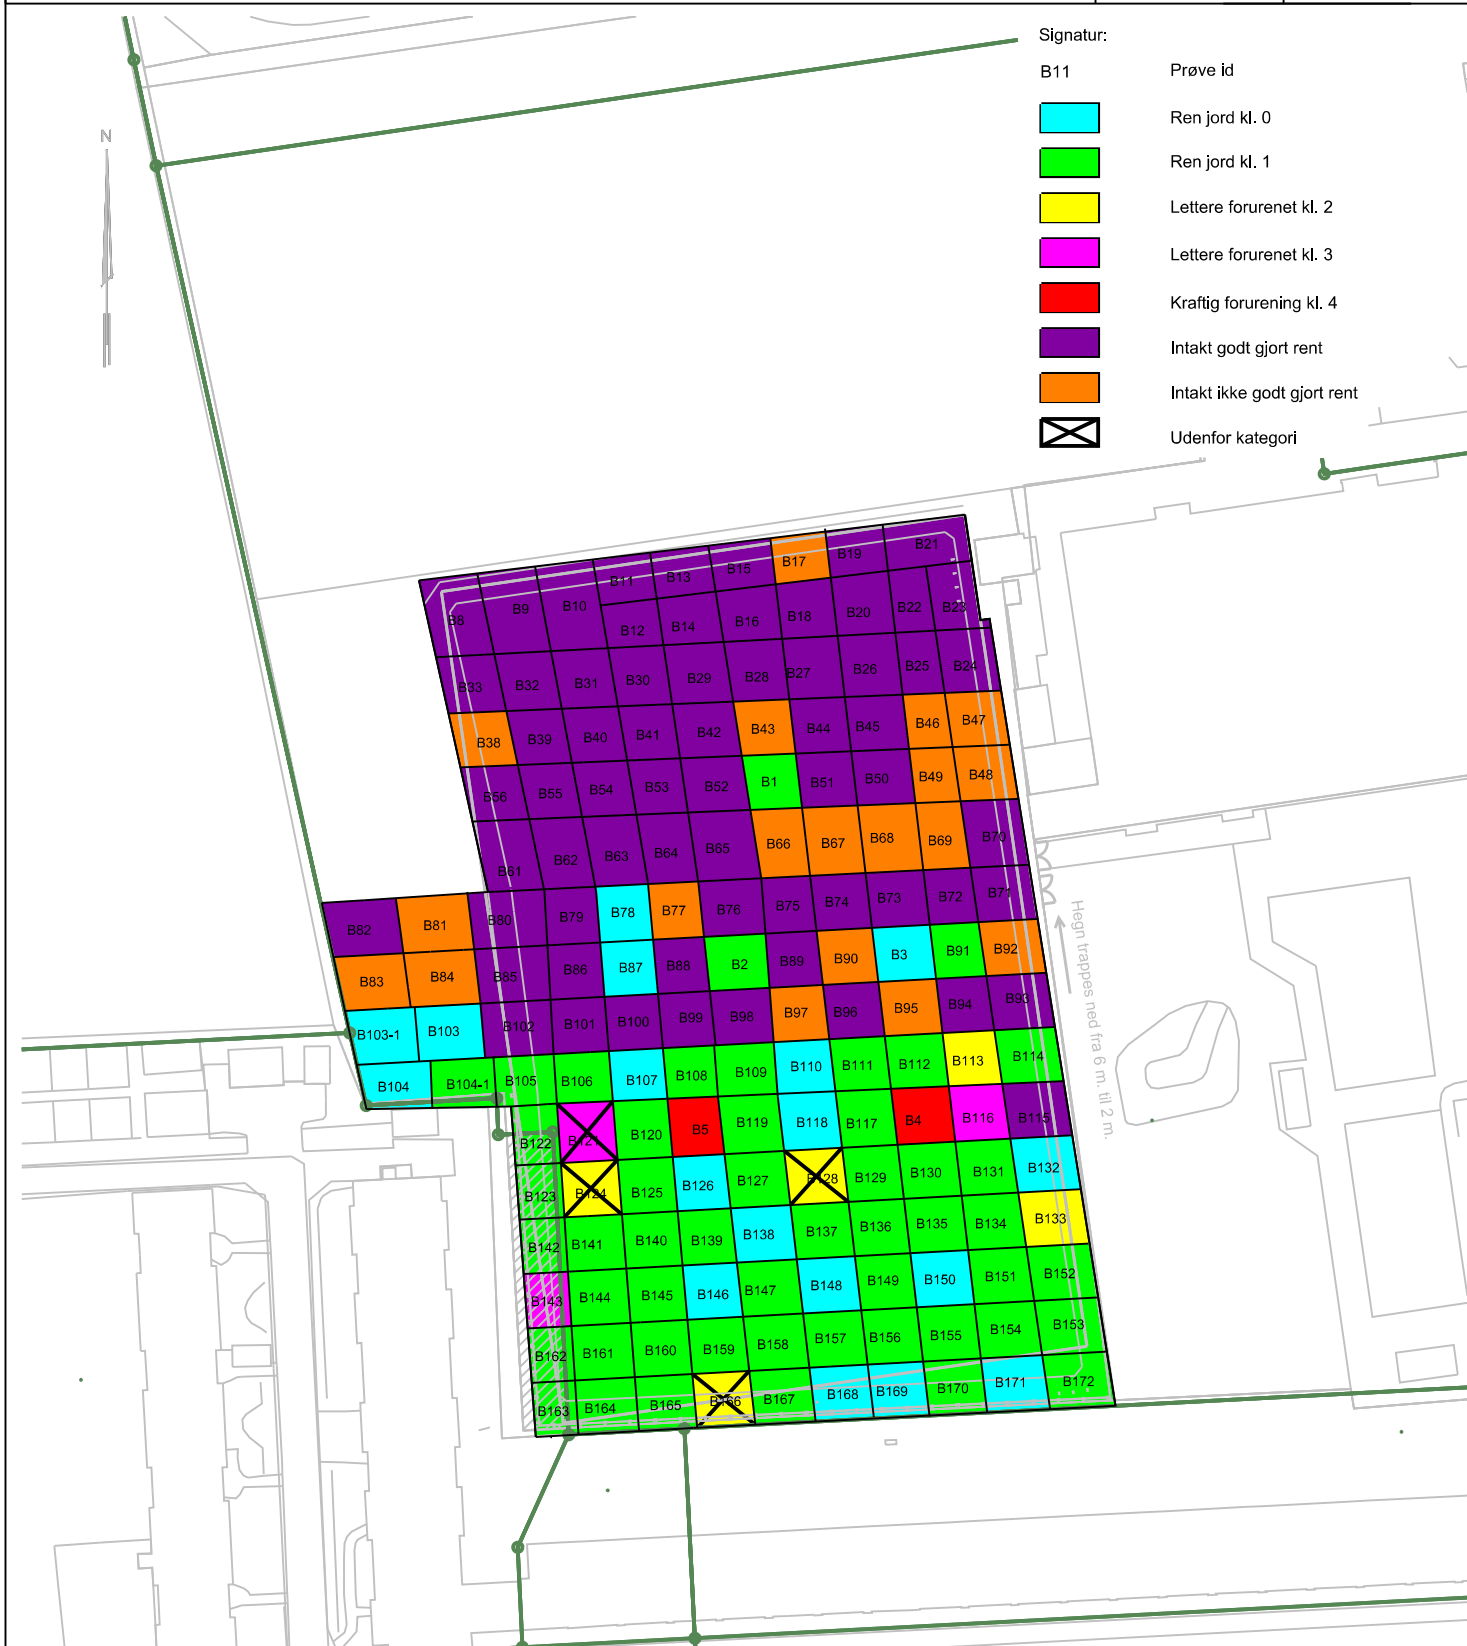 Signatur:
B11 Prøve id
Ren jord kl. 0
Ren jord kl. 1
Lettere forurenet kl. 2
Lettere forurenet kl. 3
Kraftig forurening kl. 4
Intakt godt gjort rent
Intakt ikke godt gjort rent
Udenfor kategori
N
B11 B13 B15 B17 B19 B21
B8 B9 B10 B12 B14 B16 B18 B20 B22 B23
B33 B32 B31 B30 B29 B28 B27 B26 B25 B24
B38 B39 B40 B41 B42 B43 B44 B45 B46 B47
B56 B55 B54 B53 B52 B1 B51 B50 B49 B48
B61 B62 B63 B64 B65 B66 B67 B68 B69 B70
B82 B81 B80 B79 B78 B77 B76 B75 B74 B73 B72 B71
B83 B84 B85 B86 B87 B88 B2 B89 B90 B3 B91 B92
B103-1 B103 B102 B101 B100 B99 B98 B97 B96 B95 B94 B93
B104 B104-1 B105 B106 B107 B108 B109 B110 B111 B112 B113 B114
B122 B121 B120 B5 B119 B118 B117 B4 B116 B115
B123 B124 B125 B126 B127 B128 B129 B130 B131 B132
B142 B141 B140 B139 B138 B137 B136 B135 B134 B133
B143 B144 B145 B146 B147 B148 B149 B150 B151 B152
B162 B161 B160 B159 B158 B157 B156 B155 B154 B153
B163 B164 B165 B166 B167 B168 B169 B170 B171 B172
Hegn trappes ned fra 6 m. til 2 m.